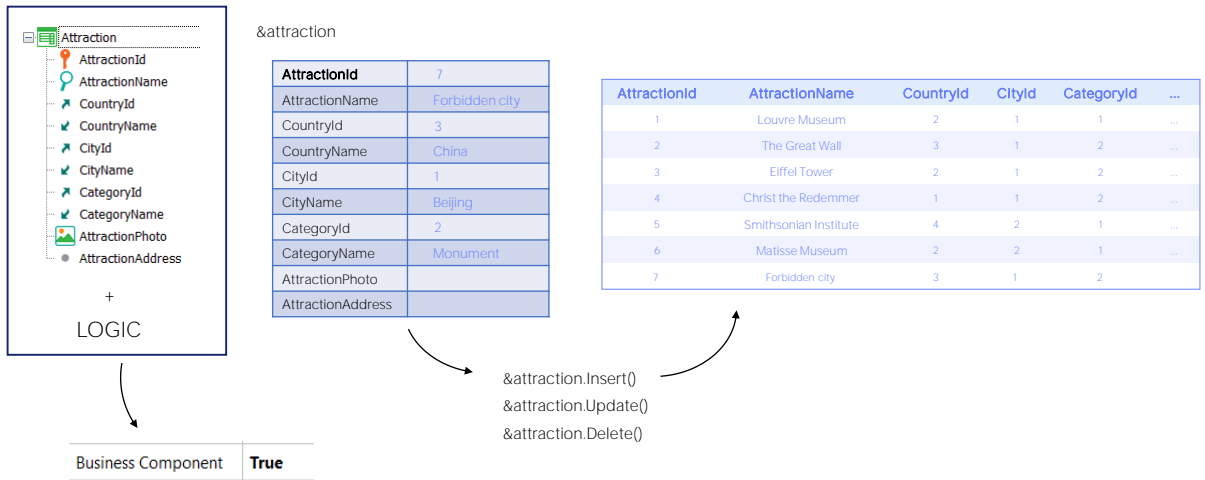 Attraction
AttractionId
AttractionName
CountryId
CountryName
CityId
CityName
CategoryId
CategoryName
AttractionPhoto
AttractionAddress
+
LOGIC
Business Component True
&attraction
AttractionId 7
AttractionName Forbidden city
CountryId 3
CountryName China
CityId 1
CityName Beijing
CategoryId 2
CategoryName Monument
AttractionPhoto
AttractionAddress
&attraction.Insert()
&attraction.Update()
&attraction.Delete()
AttractionId AttractionName CountryId CityId CategoryId ...
1 Louvre Museum 2 1 1 ...
2 The Great Wall 3 1 2 ...
3 Eiffel Tower 2 1 2 ...
4 Christ the Redemmer 1 1 2 ...
5 Smithsonian Institute 4 2 1 ...
6 Matisse Museum 2 2 1 ...
7 Forbidden city 3 1 2